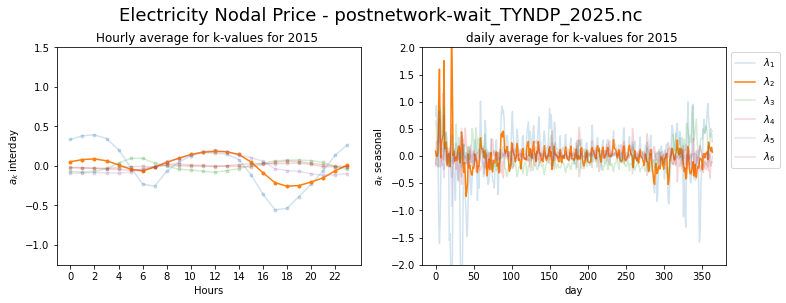 Electricity Nodal Price - postnetwork-wait_TYNDP_2025.nc
Hourly average for k-values for 2015
1.5
1.0
0.5
0.0
−0.5
−1.0
a_k interday
0 2 4 6 8 10 12 14 16 18 20 22
Hours
daily average for k-values for 2015
2.0
1.5
1.0
0.5
0.0
−0.5
−1.0
−1.5
−2.0
a_k seasonal
0 50 100 150 200 250 300 350
day
λ₁
λ₂
λ₃
λ₄
λ₅
λ₆